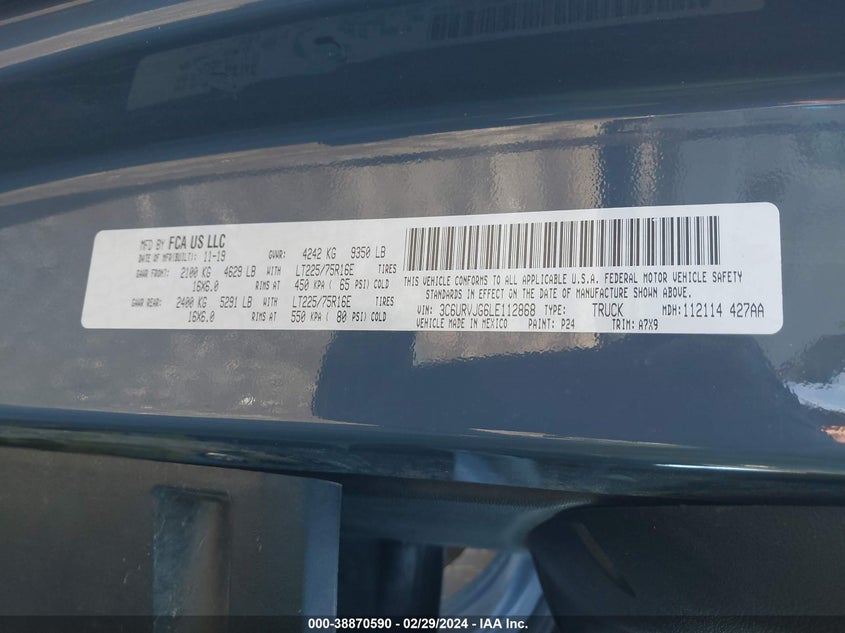 MFD BY FCA US LLC
DATE OF MFR(BUILT): 11-19 GVWR: 4242 KG 9350 LB
GAWR FRONT: 2100 KG 4629 LB WITH LT225/75R16E TIRES
16X6.0 RIMS AT 450 KPA ( 65 PSI) COLD
GAWR REAR: 2400 KG 5291 LB WITH LT225/75R16E TIRES
16X6.0 RIMS AT 550 KPA ( 80 PSI) COLD
THIS VEHICLE CONFORMS TO ALL APPLICABLE U.S.A. FEDERAL MOTOR VEHICLE SAFETY
STANDARDS IN EFFECT ON THE DATE OF MANUFACTURE SHOWN ABOVE.
VIN: 3C6URVJG6LE112868 TYPE: TRUCK MDH: 112114 427AA
VEHICLE MADE IN MEXICO PAINT: P24 TRIM: A7X9
000-38870590 - 02/29/2024 - IAA Inc.